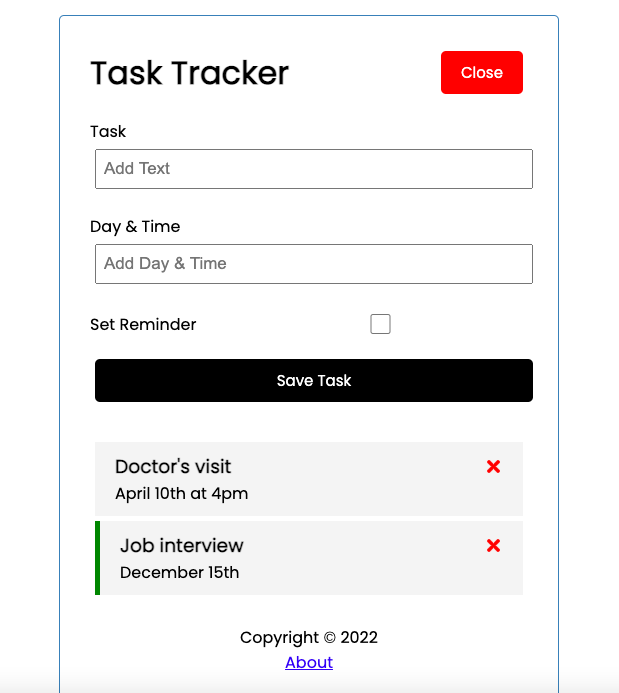 Task Tracker
Close
Task
Add Text
Day & Time
Add Day & Time
Set Reminder
Save Task
Doctor's visit
April 10th at 4pm
Job interview
December 15th
Copyright © 2022
About